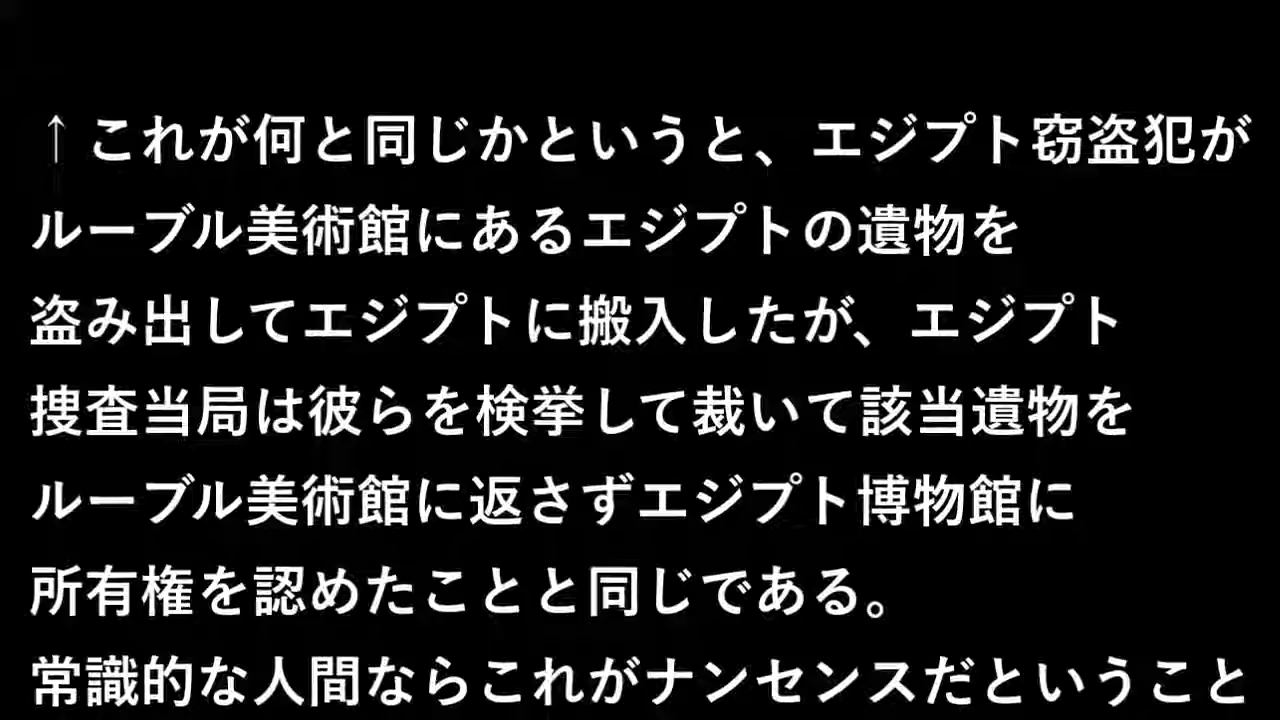 ↑これが何と同じかというと、エジプト窃盗犯が
ルーブル美術館にあるエジプトの遺物を
盗み出してエジプトに搬入したが、エジプト
捜査当局は彼らを検挙して裁いて該当遺物を
ルーブル美術館に返さずエジプト博物館に
所有権を認めたことと同じである。
常識的な人間ならこれがナンセンスだということ